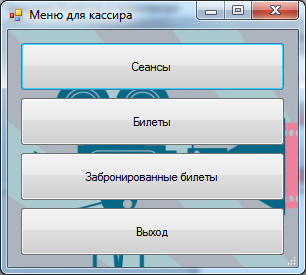 Меню для кассира
Сеансы
Билеты
Забронированные билеты
Выход